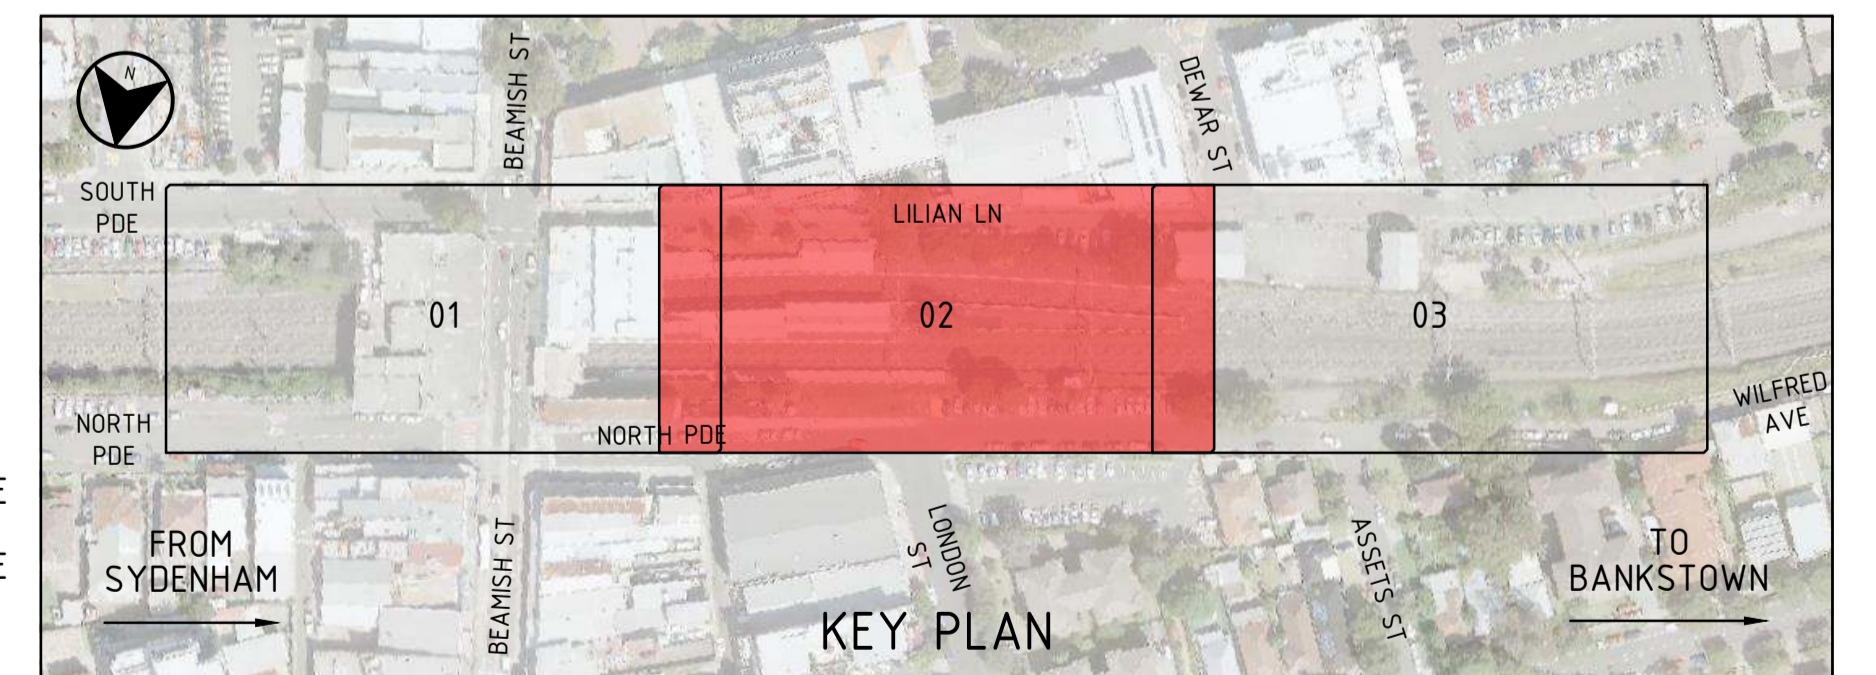 N
BEAMISH ST
DEWAR ST
SOUTH
PDE
LILIAN LN
01
02
03
NORTH
PDE
NORTH PDE
WILFRED
AVE
FROM
SYDENHAM
BEAMISH ST
LONDON
ST
ASSETS ST
TO
BANKSTOWN
KEY PLAN
E
E